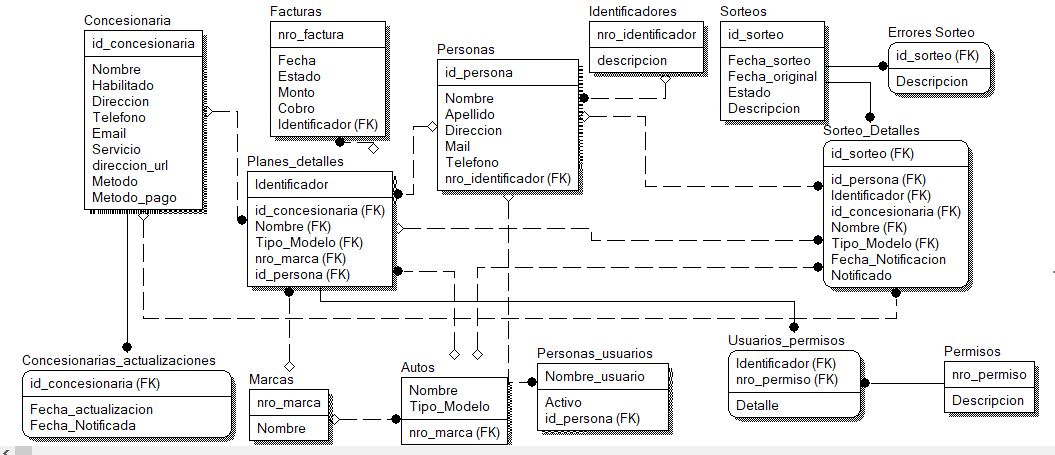 Concesionaria
id_concesionaria
Nombre
Habilitado
Direccion
Telefono
Email
Servicio
direccion_url
Metodo
Metodo_pago
Facturas
nro_factura
Fecha
Estado
Monto
Cobro
Identificador (FK)
Personas
id_persona
Nombre
Apellido
Direccion
Mail
Telefono
nro_identificador (FK)
Identificadores
nro_identificador
descripcion
Sorteos
id_sorteo
Fecha_sorteo
Fecha_original
Estado
Descripcion
Errores Sorteo
id_sorteo (FK)
Descripcion
Planes_detalles
Identificador
id_concesionaria (FK)
Nombre (FK)
Tipo_Modelo (FK)
nro_marca (FK)
id_persona (FK)
Sorteo_Detalles
id_sorteo (FK)
id_persona (FK)
Identificador (FK)
id_concesionaria (FK)
Nombre (FK)
Tipo_Modelo (FK)
Fecha_Notificacion
Notificado
Concesionarias_actualizaciones
id_concesionaria (FK)
Fecha_actualizacion
Fecha_Notificada
Marcas
nro_marca
Nombre
Autos
Nombre
Tipo_Modelo
nro_marca (FK)
Personas_usuarios
Nombre_usuario
Activo
id_persona (FK)
Usuarios_permisos
Identificador (FK)
nro_permiso (FK)
Detalle
Permisos
nro_permiso
Descripcion